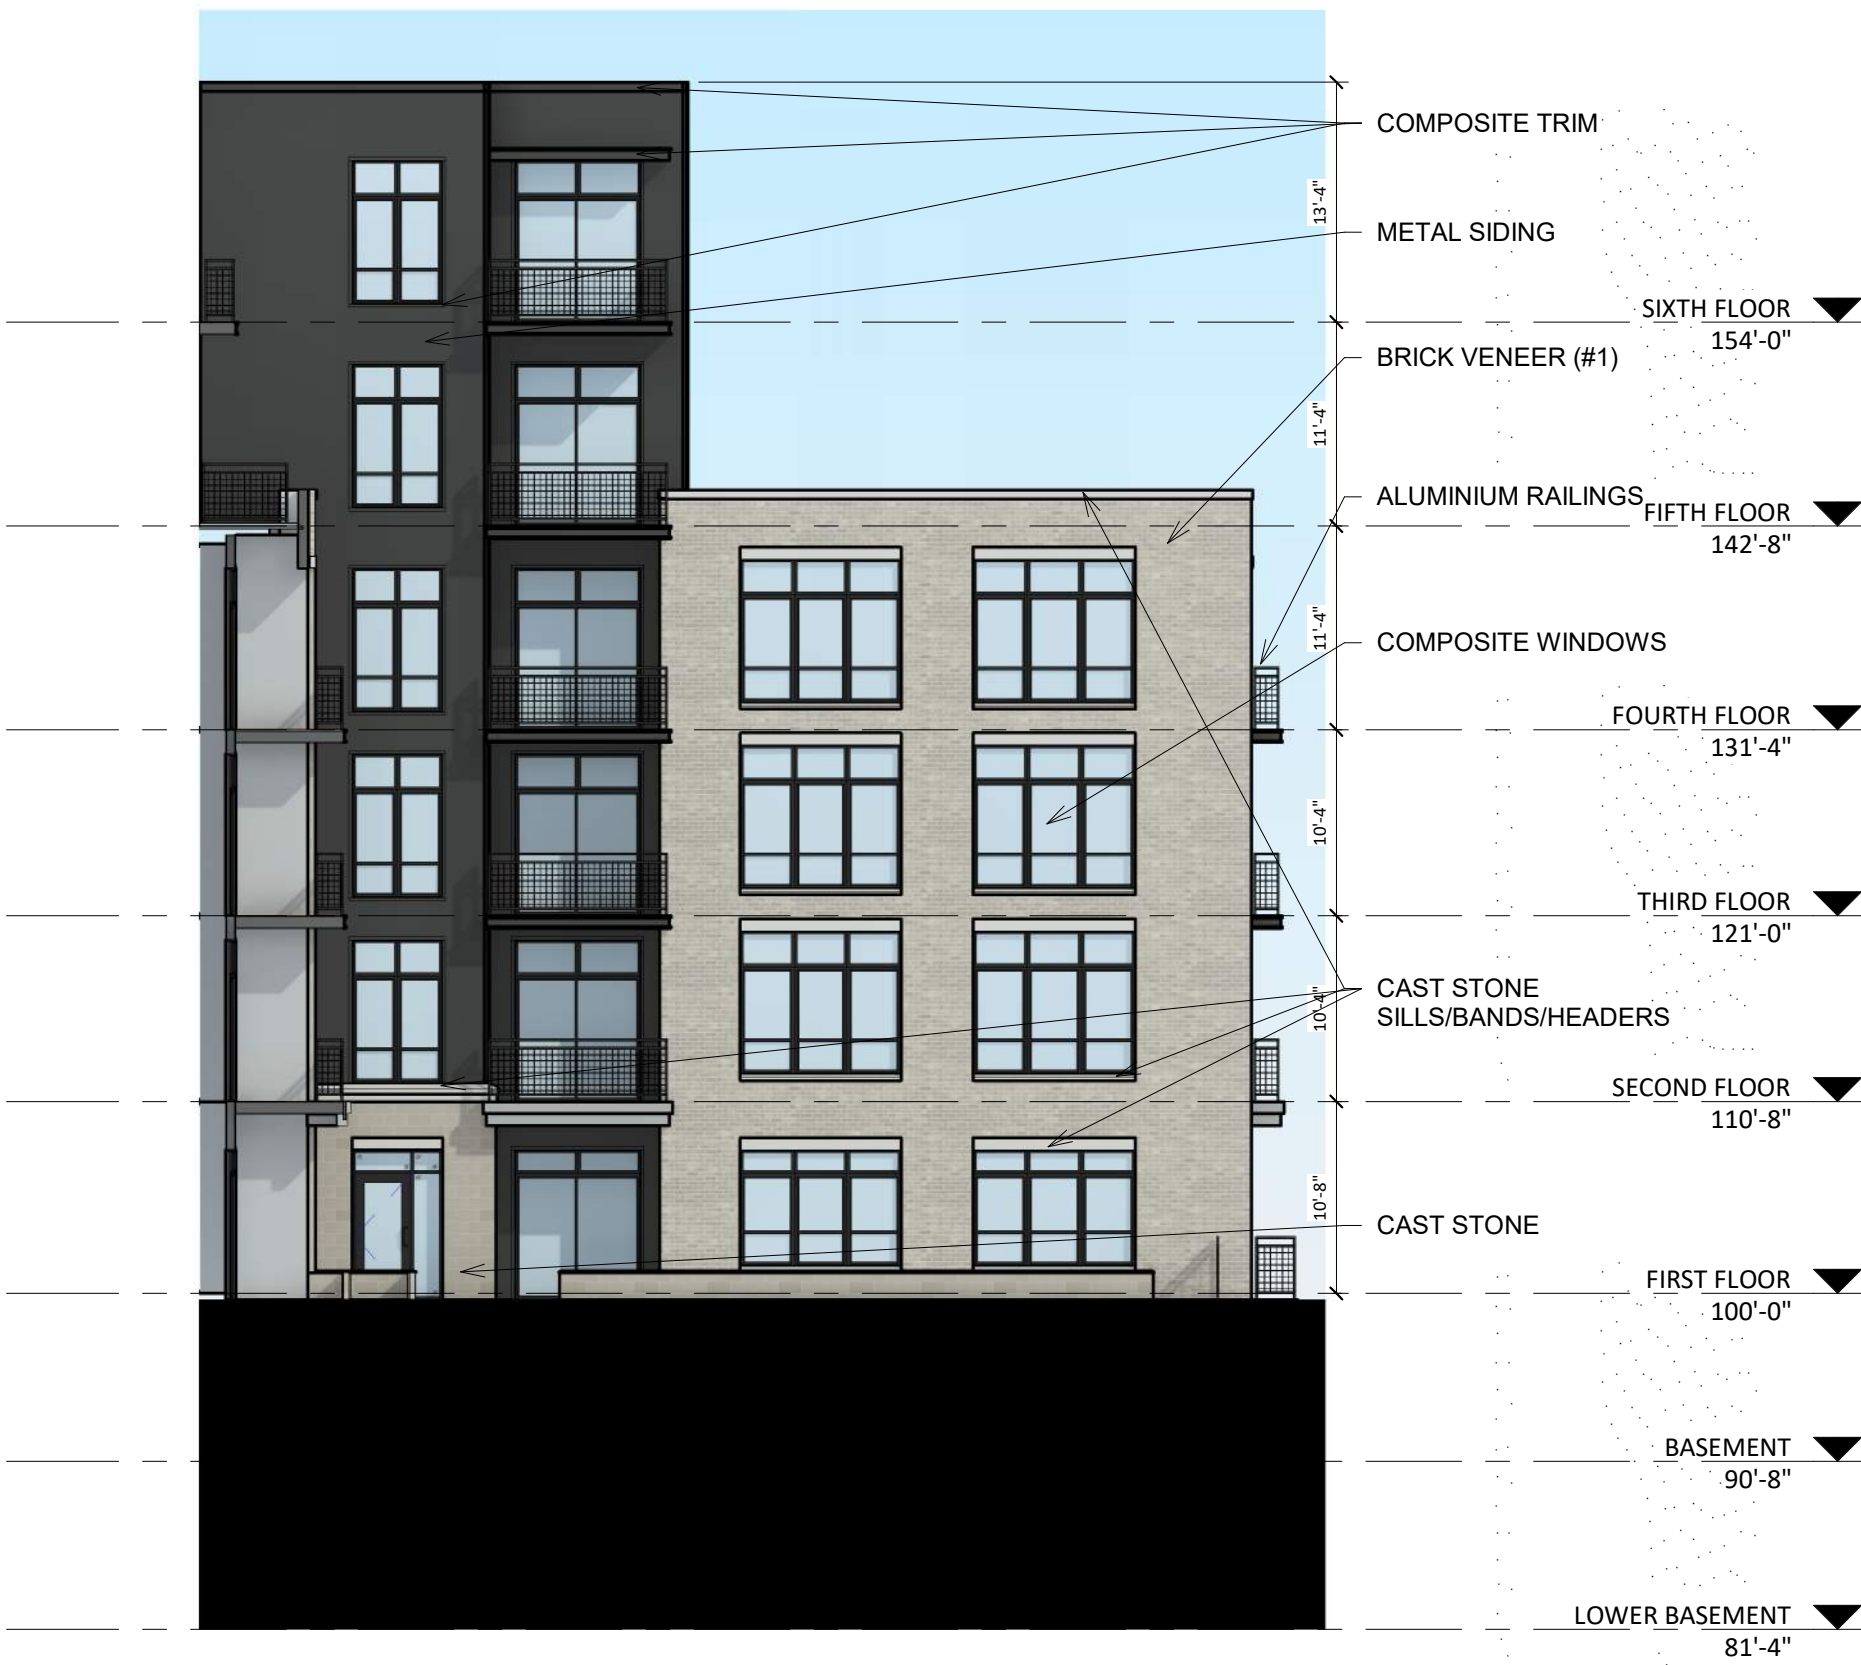 COMPOSITE TRIM
13'-4"
METAL SIDING
SIXTH FLOOR
154'-0"
BRICK VENEER (#1)
11'-4"
ALUMINIUM RAILINGS
FIFTH FLOOR
142'-8"
11'-4"
COMPOSITE WINDOWS
FOURTH FLOOR
131'-4"
10'-4"
THIRD FLOOR
121'-0"
CAST STONE
SILLS/BANDS/HEADERS
10'-4"
SECOND FLOOR
110'-8"
10'-8"
CAST STONE
FIRST FLOOR
100'-0"
BASEMENT
90'-8"
LOWER BASEMENT
81'-4"